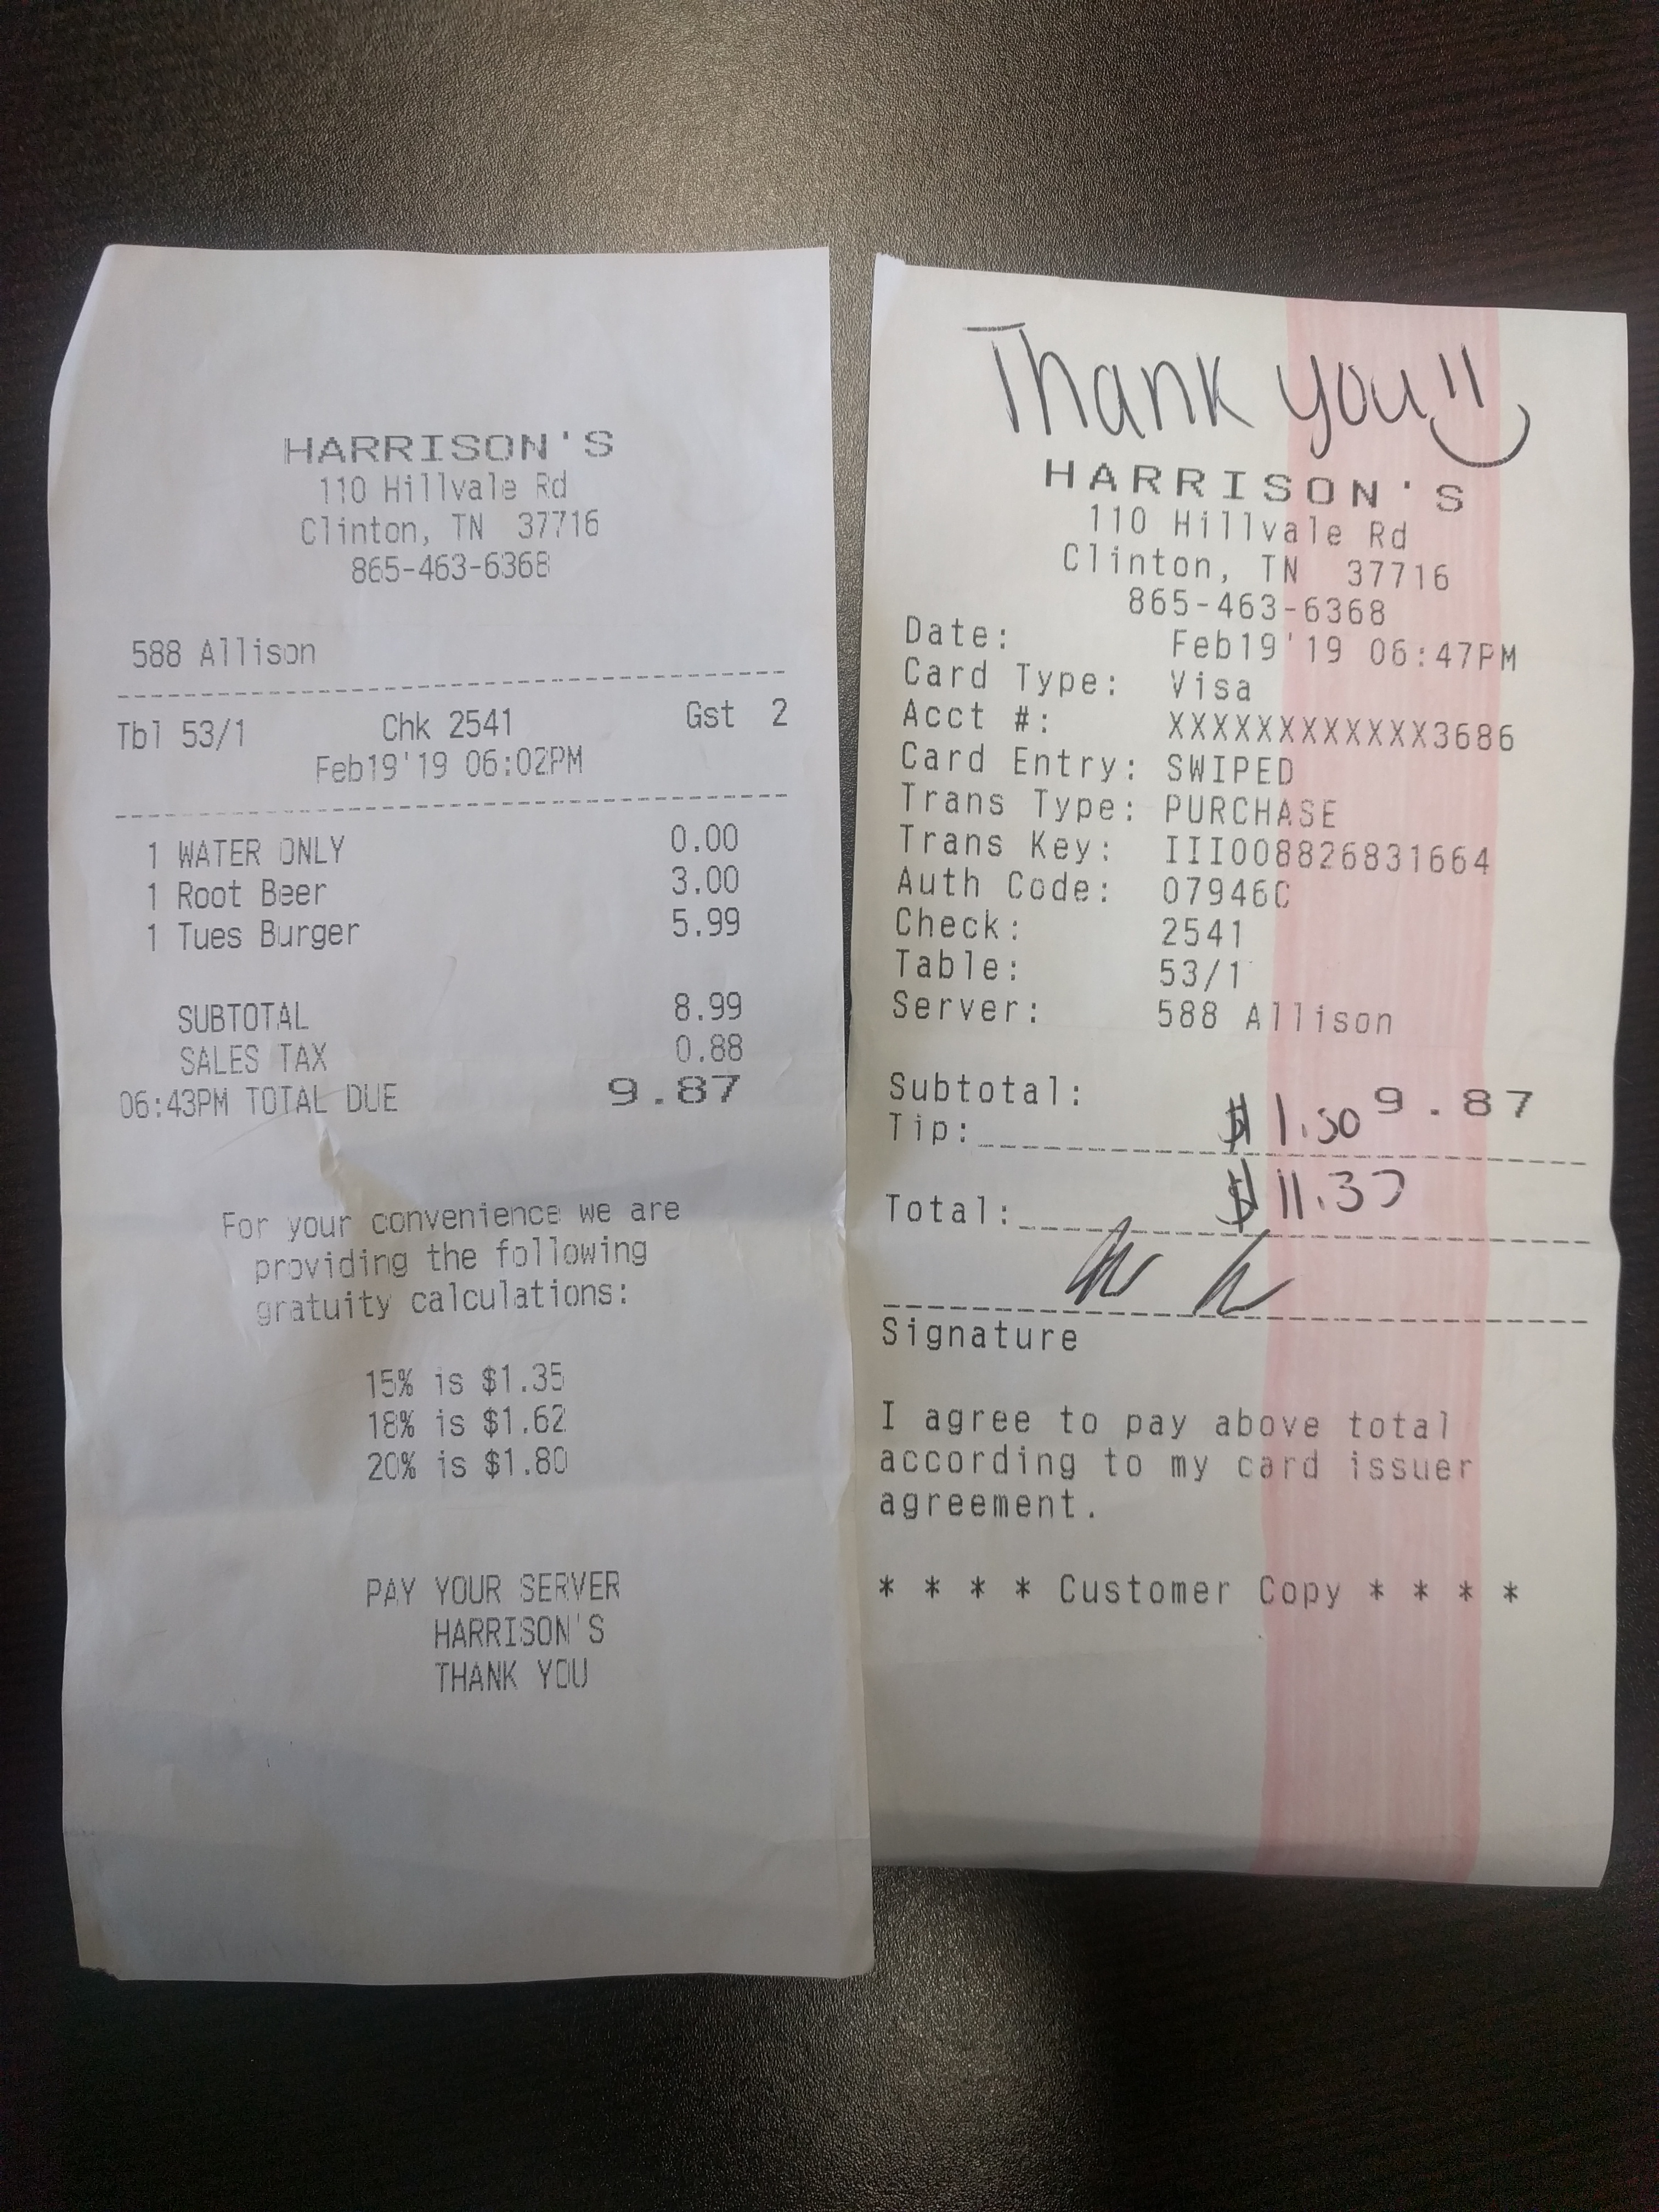 HARRISON'S
110 Hillvale Rd
Clinton, TN 37716
865-463-6368
588 Allison
Tbl 53/1 Chk 2541 Gst 2
Feb19'19 06:02PM
1 WATER ONLY 0.00
1 Root Beer 3.00
1 Tues Burger 5.99
SUBTOTAL 8.99
SALES TAX 0.88
06:43PM TOTAL DUE 9.87
For your convenience we are
providing the following
gratuity calculations:
15% is $1.35
18% is $1.62
20% is $1.80
PAY YOUR SERVER
HARRISON'S
THANK YOU
Thank you!!
HARRISON'S
110 Hillvale Rd
Clinton, TN 37716
865-463-6368
Date: Feb19'19 06:47PM
Card Type: Visa
Acct #: XXXXXXXXXXXX3686
Card Entry: SWIPED
Trans Type: PURCHASE
Trans Key: III008826831664
Auth Code: 07946C
Check: 2541
Table: 53/1
Server: 588 Allison
Subtotal: 9.87
Tip: $1.50
Total: $11.37
Signature
I agree to pay above total
according to my card issuer
agreement.
* * * * Customer Copy * * * *